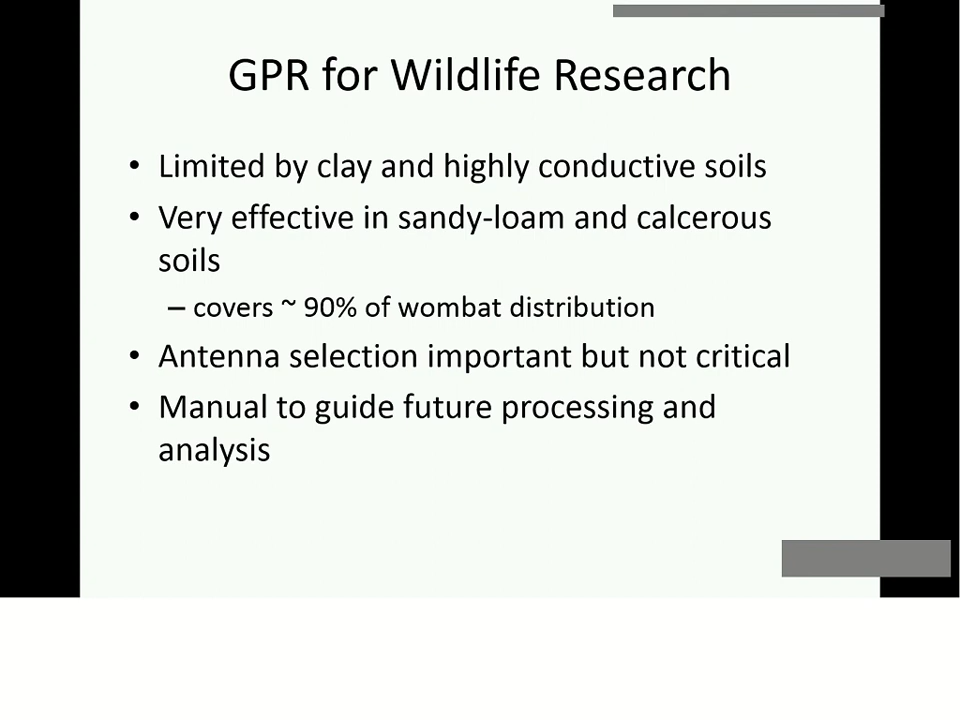 GPR for Wildlife Research
• Limited by clay and highly conductive soils
• Very effective in sandy-loam and calcerous
soils
– covers ~ 90% of wombat distribution
• Antenna selection important but not critical
• Manual to guide future processing and
analysis